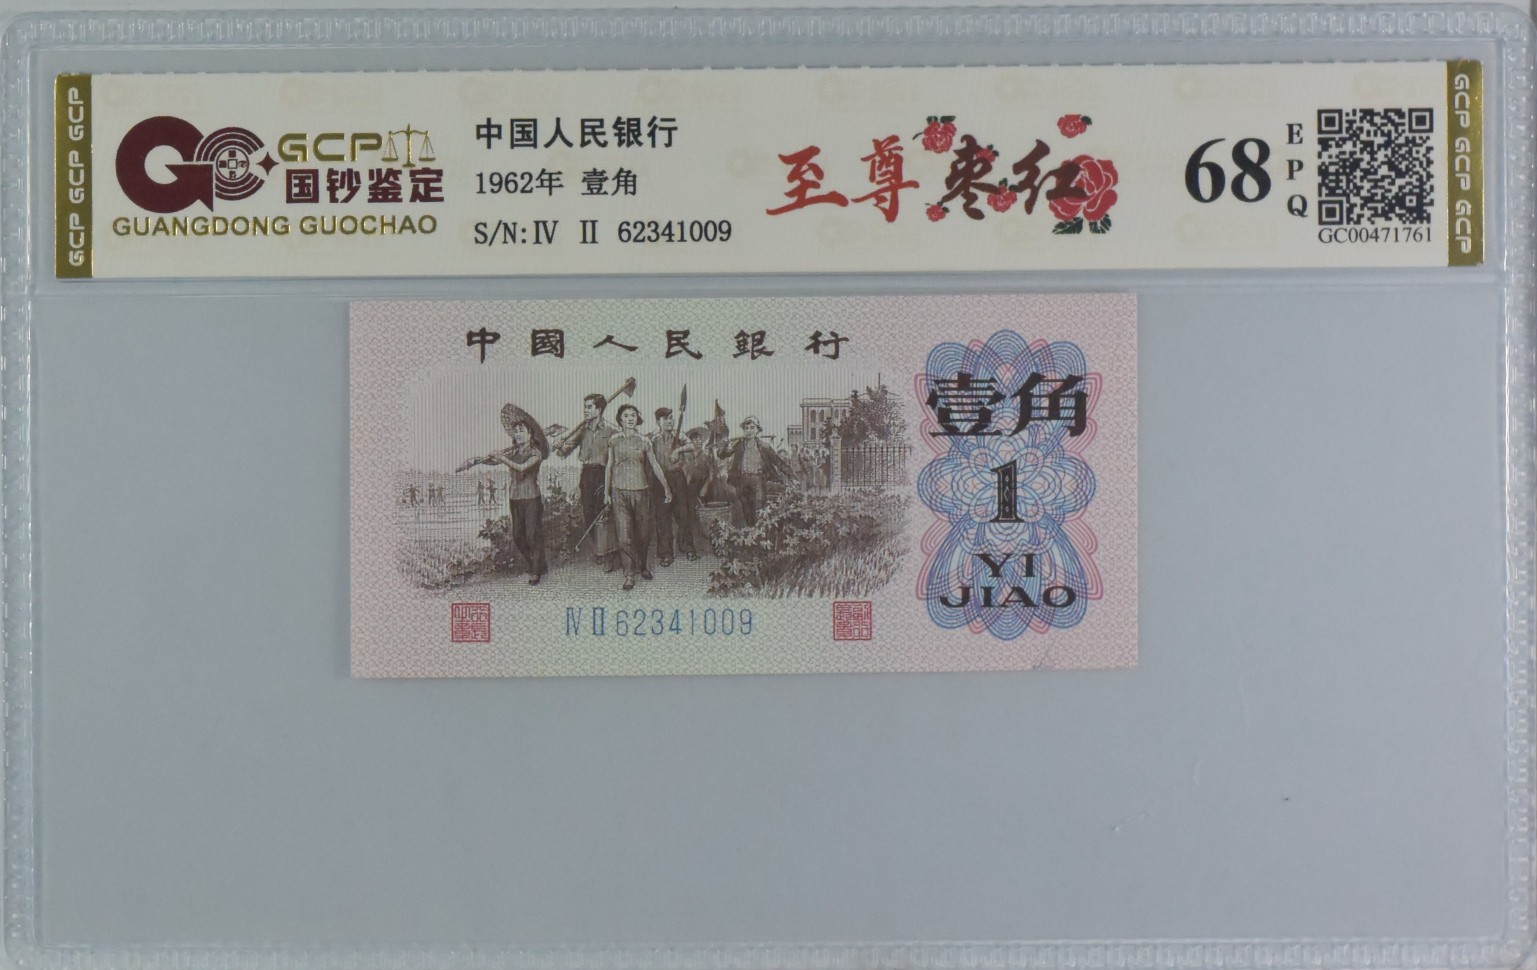 GCP GCP GCP
GCP
国钞鉴定
GUANGDONG GUOCHAO
中国人民银行
1962年 壹角
S/N: Ⅳ Ⅱ 62341009
至尊枣红
68
EPQ
GC00471761
GCP GCP GCP
中國人民銀行
壹角
1
YI
JIAO
Ⅳ Ⅱ 62341009